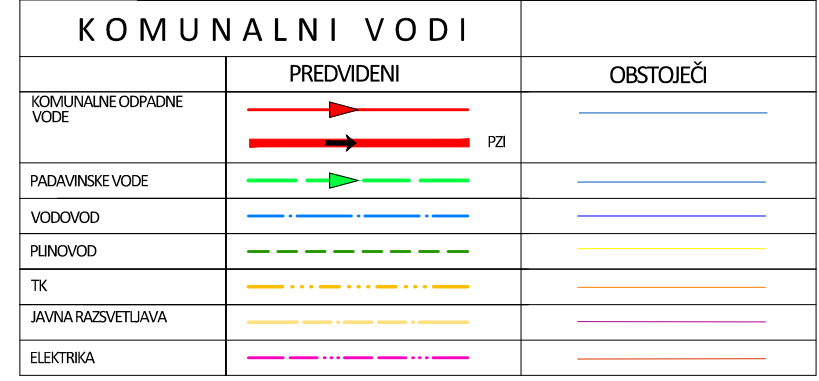 KOMUNALNI VODI
PREDVIDENI
OBSTOJEČI
KOMUNALNE ODPADNE
VODE
PZI
PADAVINSKE VODE
VODOVOD
PLINOVOD
TK
JAVNA RAZSVETLJAVA
ELEKTRIKA